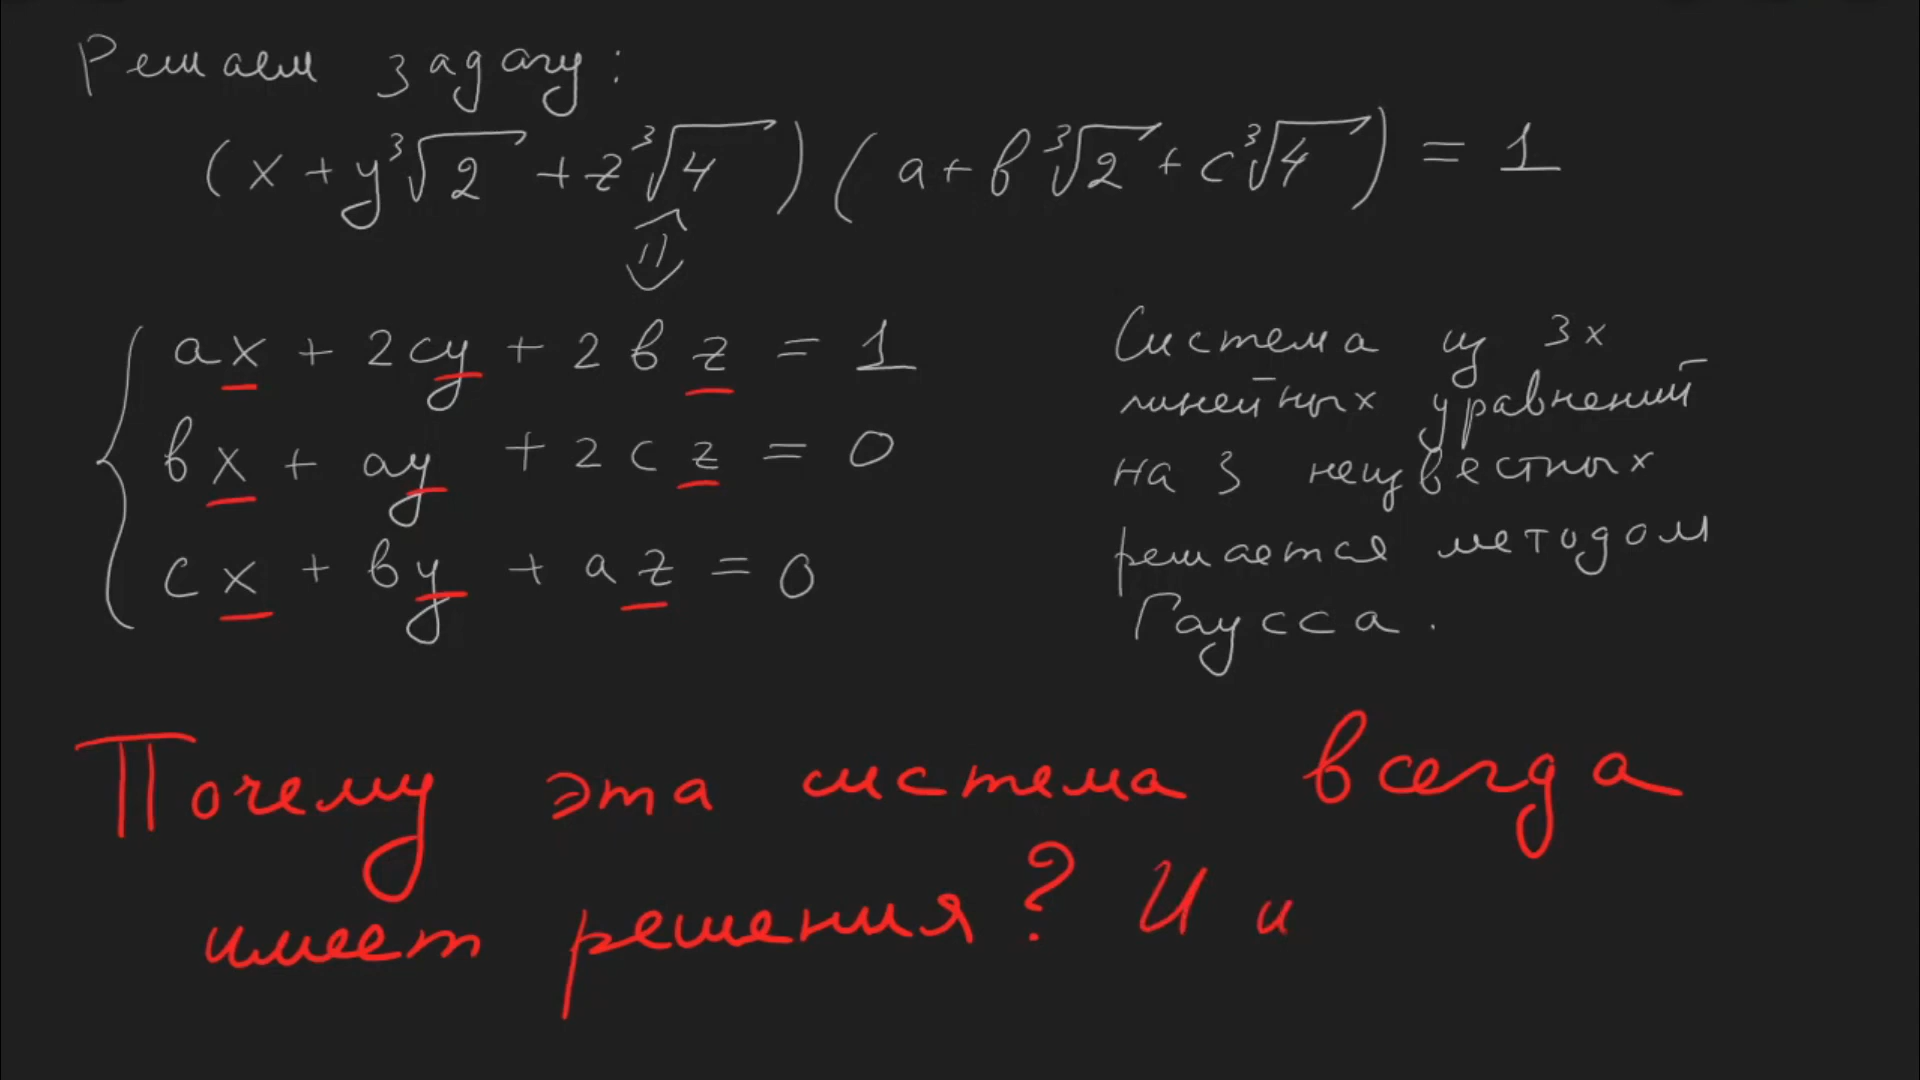 Решаем задачу:
(x + y∛2 + z∛4)(a + b∛2 + c∛4) = 1
⇕
ax + 2cy + 2bz = 1
bx + ay + 2cz = 0
cx + by + az = 0
Система из 3х
линейных уравнений
на 3 неизвестных
решается методом
Гаусса.
Почему эта система всегда
имеет решения? И и